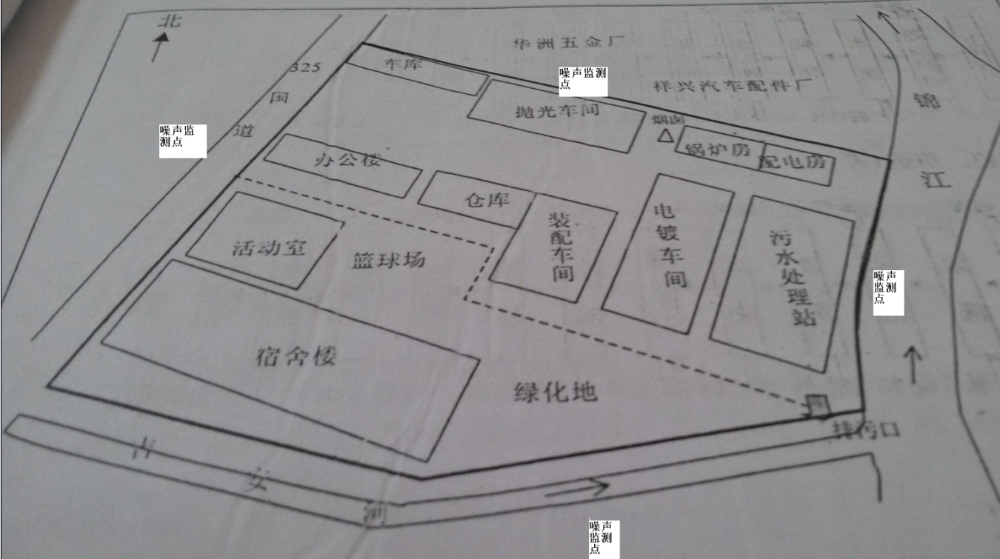 北
华洲五金厂
325
国
道
车库
噪声监测
点
祥兴汽车配件厂
锦
江
抛光车间
烟囱
噪声监
测点
办公楼
锅炉房
配电房
仓库
装配车间
电镀车间
污水处理站
活动室
篮球场
噪声
监测
点
宿舍楼
绿化地
排污口
噪声
监测
点